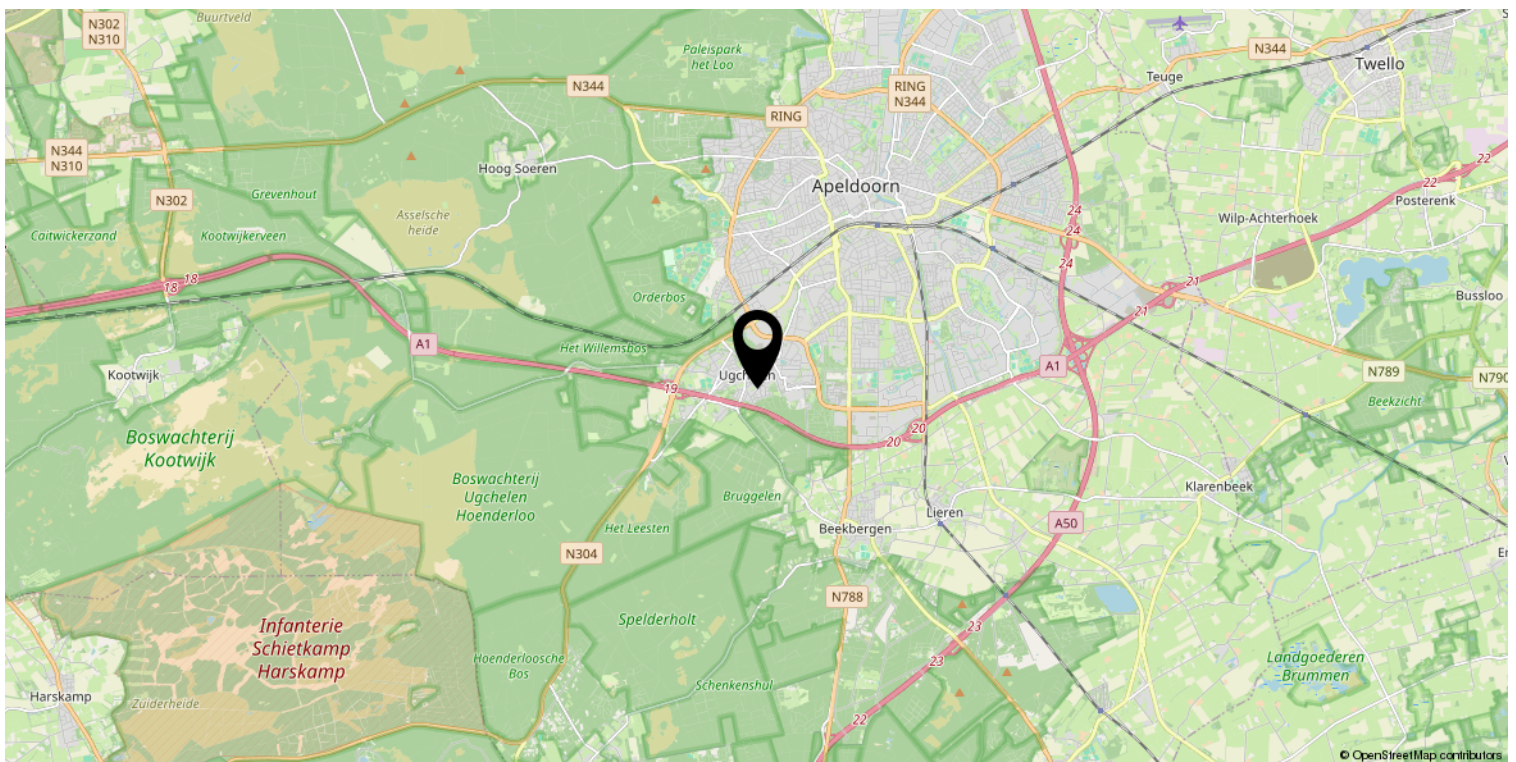 Buurtveld
N302
N310
Paleispark
het Loo
N344
Twello
Teuge
N344
RING
N344
RING
N344
N310
Hoog Soeren
22
22
Apeldoorn
Grevenhout
N302
Posterenk
Asselsche
heide
24
Wilp-Achterhoek
Caitwickerzand
Kootwijkerveen
24
24
18
18
21
21
Orderbos
Bussloo
A1
Het Willemsbos
Kootwijk
Ugchelen
A1
N789
N790
19
Beekzicht
20
20
Boswachterij
Kootwijk
Boswachterij
Ugchelen
Hoenderloo
Bruggelen
Klarenbeek
Het Leesten
Beekbergen
Lieren
A50
N304
N788
Infanterie
Schietkamp
Harskamp
Spelderholt
23
23
Hoenderloosche
Bos
Landgoederen
Brummen
Schenkenshul
Harskamp
Zuiderheide
22
© OpenStreetMap contributors